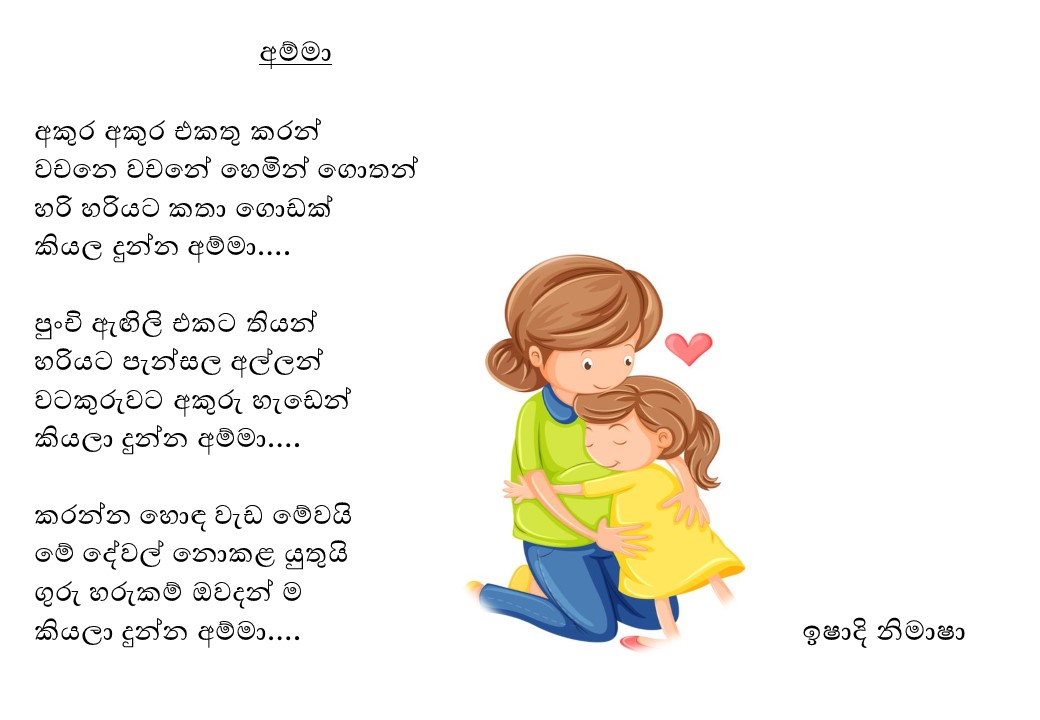 අම්මා
අකුර අකුර එකතු කරන්
වචනෙ වචනේ හෙමින් ගොතන්
හරි හරියට කතා ගොඩක්
කියල දුන්න අම්මා....
පුංචි ඇඟිලි එකට තියන්
හරියට පැන්සල අල්ලන්
වටකුරුවට අකුරු හැඩෙන්
කියලා දුන්න අම්මා....
කරන්න හොඳ වැඩ මේවයි
මේ දේවල් නොකළ යුතුයි
ගුරු හරුකම් ඔවදන් ම
කියලා දුන්න අම්මා....
ඉෂාදි නිමාෂා